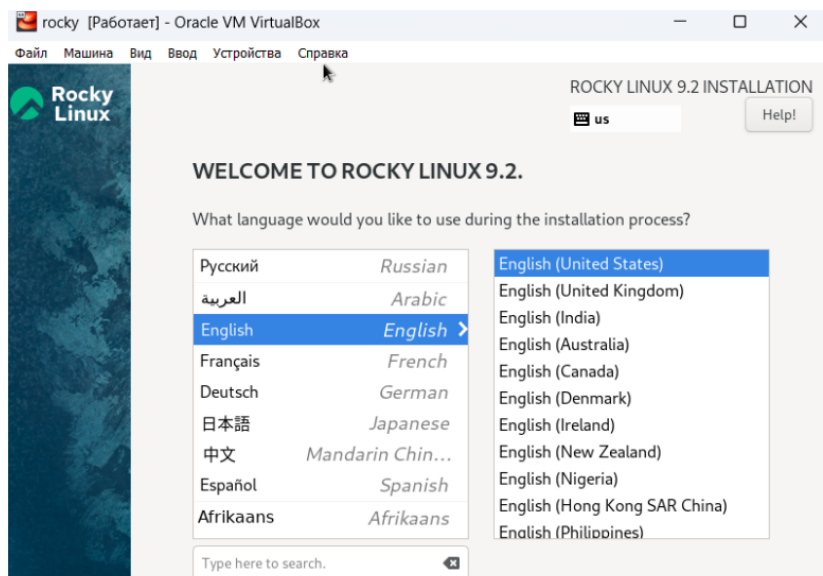 rocky [Работает] - Oracle VM VirtualBox
Файл Машина Вид Ввод Устройства Справка
Rocky
Linux
ROCKY LINUX 9.2 INSTALLATION
us
Help!
WELCOME TO ROCKY LINUX 9.2.
What language would you like to use during the installation process?
Русский Russian
العربية Arabic
English English
Français French
Deutsch German
日本語 Japanese
中文 Mandarin Chin...
Español Spanish
Afrikaans Afrikaans
Type here to search.
English (United States)
English (United Kingdom)
English (India)
English (Australia)
English (Canada)
English (Denmark)
English (Ireland)
English (New Zealand)
English (Nigeria)
English (Hong Kong SAR China)
English (Philippines)